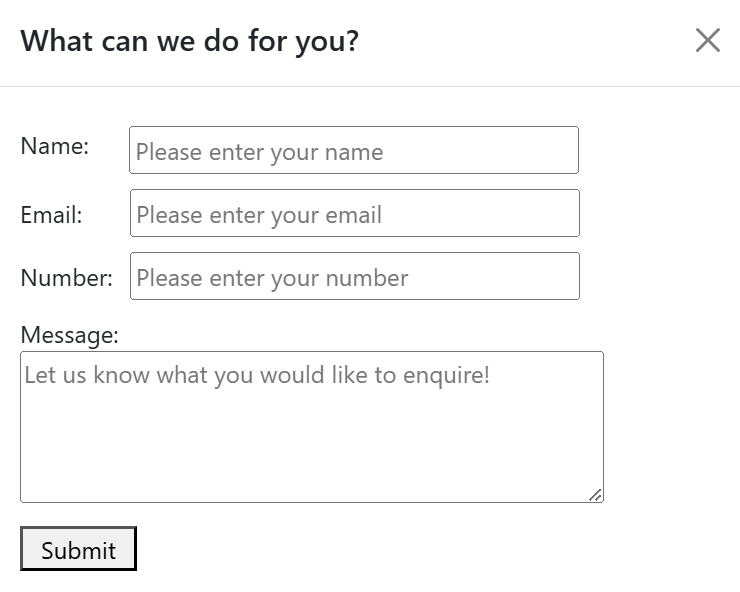 What can we do for you?
Name: Please enter your name
Email: Please enter your email
Number: Please enter your number
Message:
Let us know what you would like to enquire!
Submit